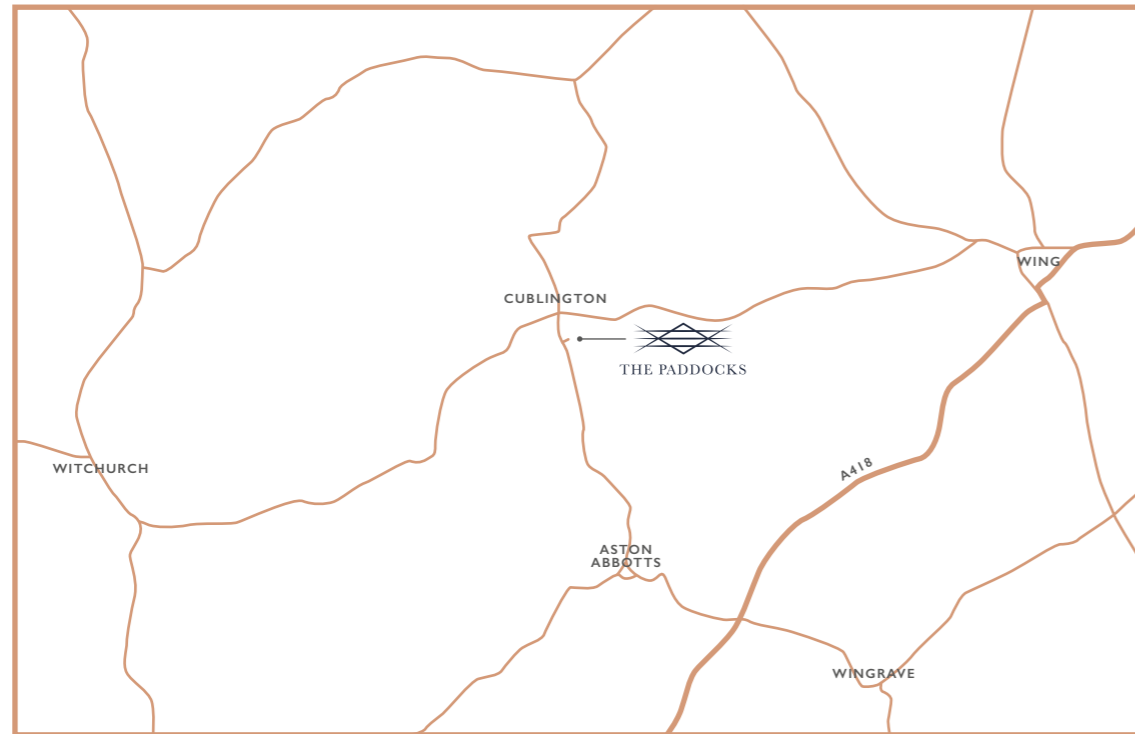 WING
CUBLINGTON
THE PADDOCKS
WITCHURCH
A418
ASTON
ABBOTTS
WINGRAVE